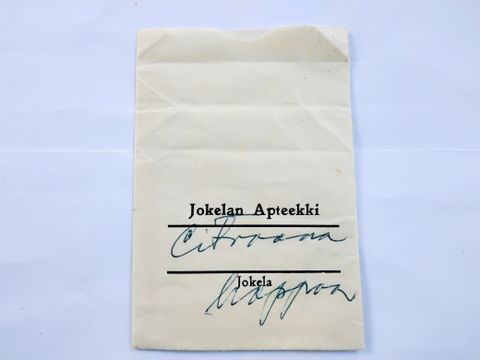 Jokelan Apteekki
Citroona
Jokela
happoa